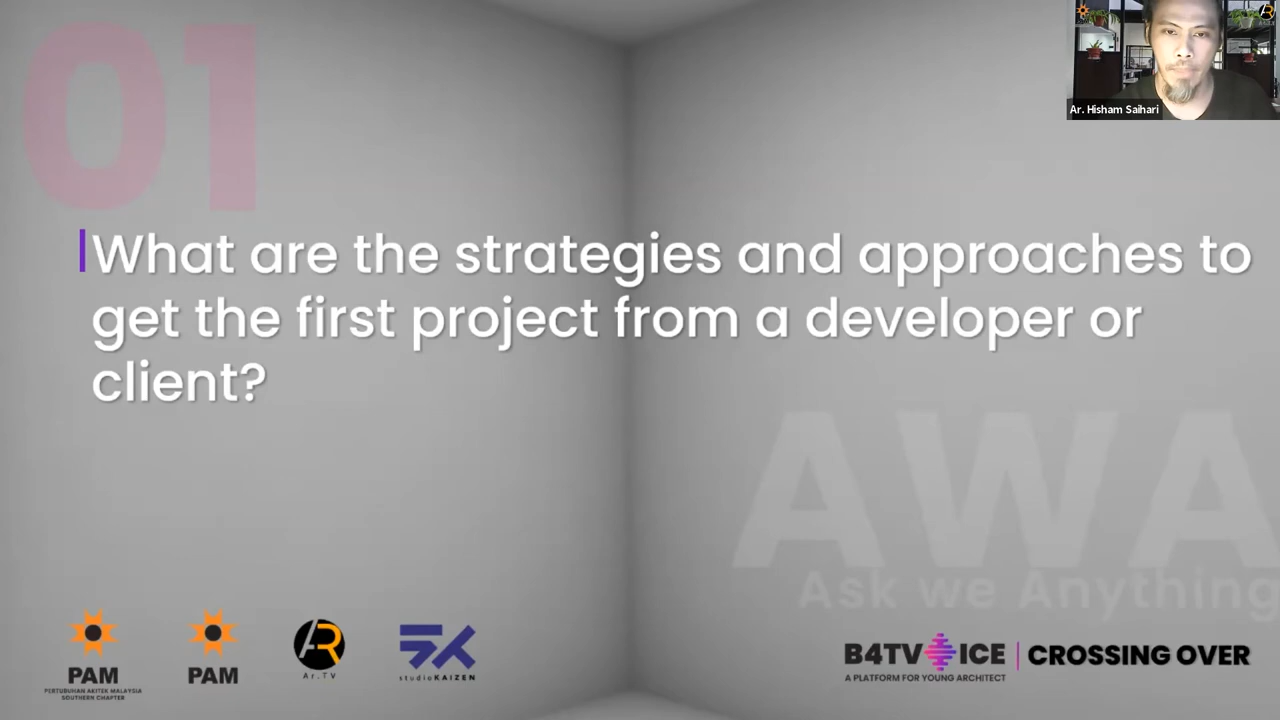 01
Ar. Hisham Saihari
What are the strategies and approaches to
get the first project from a developer or
client?
AWA
Ask we Anything
PAM
PERTUBUHAN AKITEK MALAYSIA
SOUTHERN CHAPTER
PAM
AR
Ar.TV
studioKAIZEN
B4TV ICE
A PLATFORM FOR YOUNG ARCHITECT
CROSSING OVER